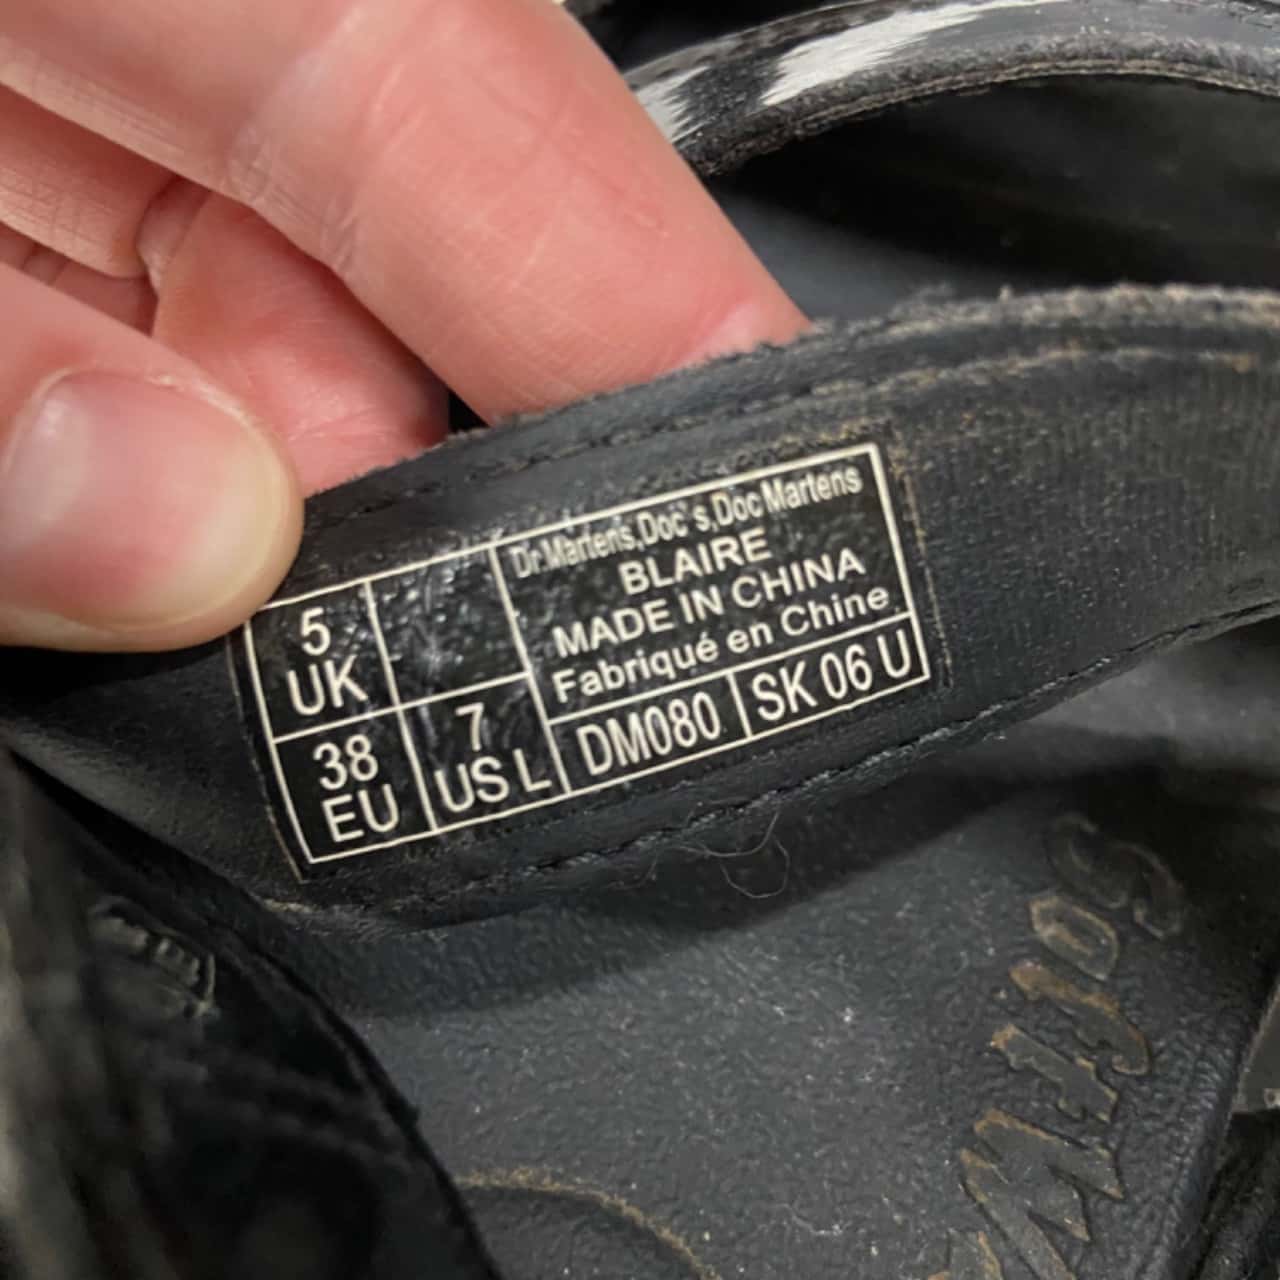 5
UK
38
EU
7
US L
Dr.Martens,Doc's,Doc Martens
BLAIRE
MADE IN CHINA
Fabriqué en Chine
DM080
SK 06 U
Soft W